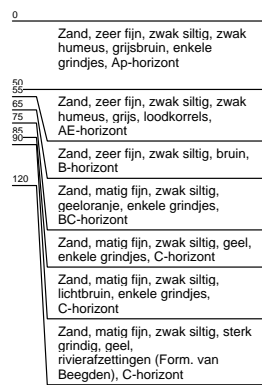 0
Zand, zeer fijn, zwak siltig, zwak
humeus, grijsbruin, enkele
grindjes, Ap-horizont
50
55
Zand, zeer fijn, zwak siltig, zwak
humeus, grijs, loodkorrels,
AE-horizont
65
Zand, zeer fijn, zwak siltig, bruin,
B-horizont
75
Zand, matig fijn, zwak siltig,
geeloranje, enkele grindjes,
BC-horizont
85
Zand, matig fijn, zwak siltig, geel,
enkele grindjes, C-horizont
90
Zand, matig fijn, zwak siltig,
lichtbruin, enkele grindjes,
C-horizont
120
Zand, matig fijn, zwak siltig, sterk
grindig, geel,
rivierafzettingen (Form. van
Beegden), C-horizont